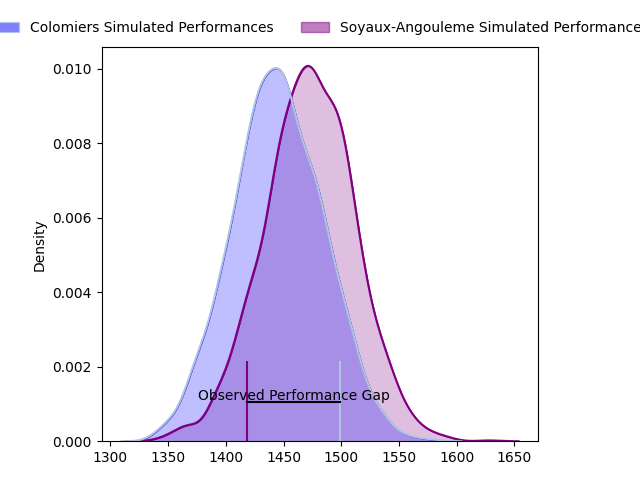 Colomiers Simulated Performances
Soyaux-Angouleme Simulated Performance
0.010
0.008
0.006
0.004
0.002
0.000
Density
Observed Performance Gap
1300 1350 1400 1450 1500 1550 1600 1650